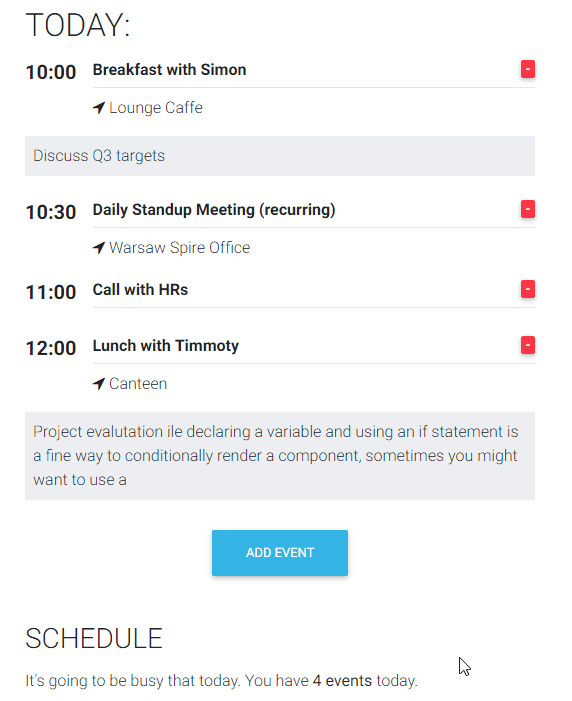 TODAY:
10:00 Breakfast with Simon -
Lounge Caffe
Discuss Q3 targets
10:30 Daily Standup Meeting (recurring) -
Warsaw Spire Office
11:00 Call with HRs -
12:00 Lunch with Timmoty -
Canteen
Project evalutation ile declaring a variable and using an if statement is
a fine way to conditionally render a component, sometimes you might
want to use a
ADD EVENT
SCHEDULE
It's going to be busy that today. You have 4 events today.